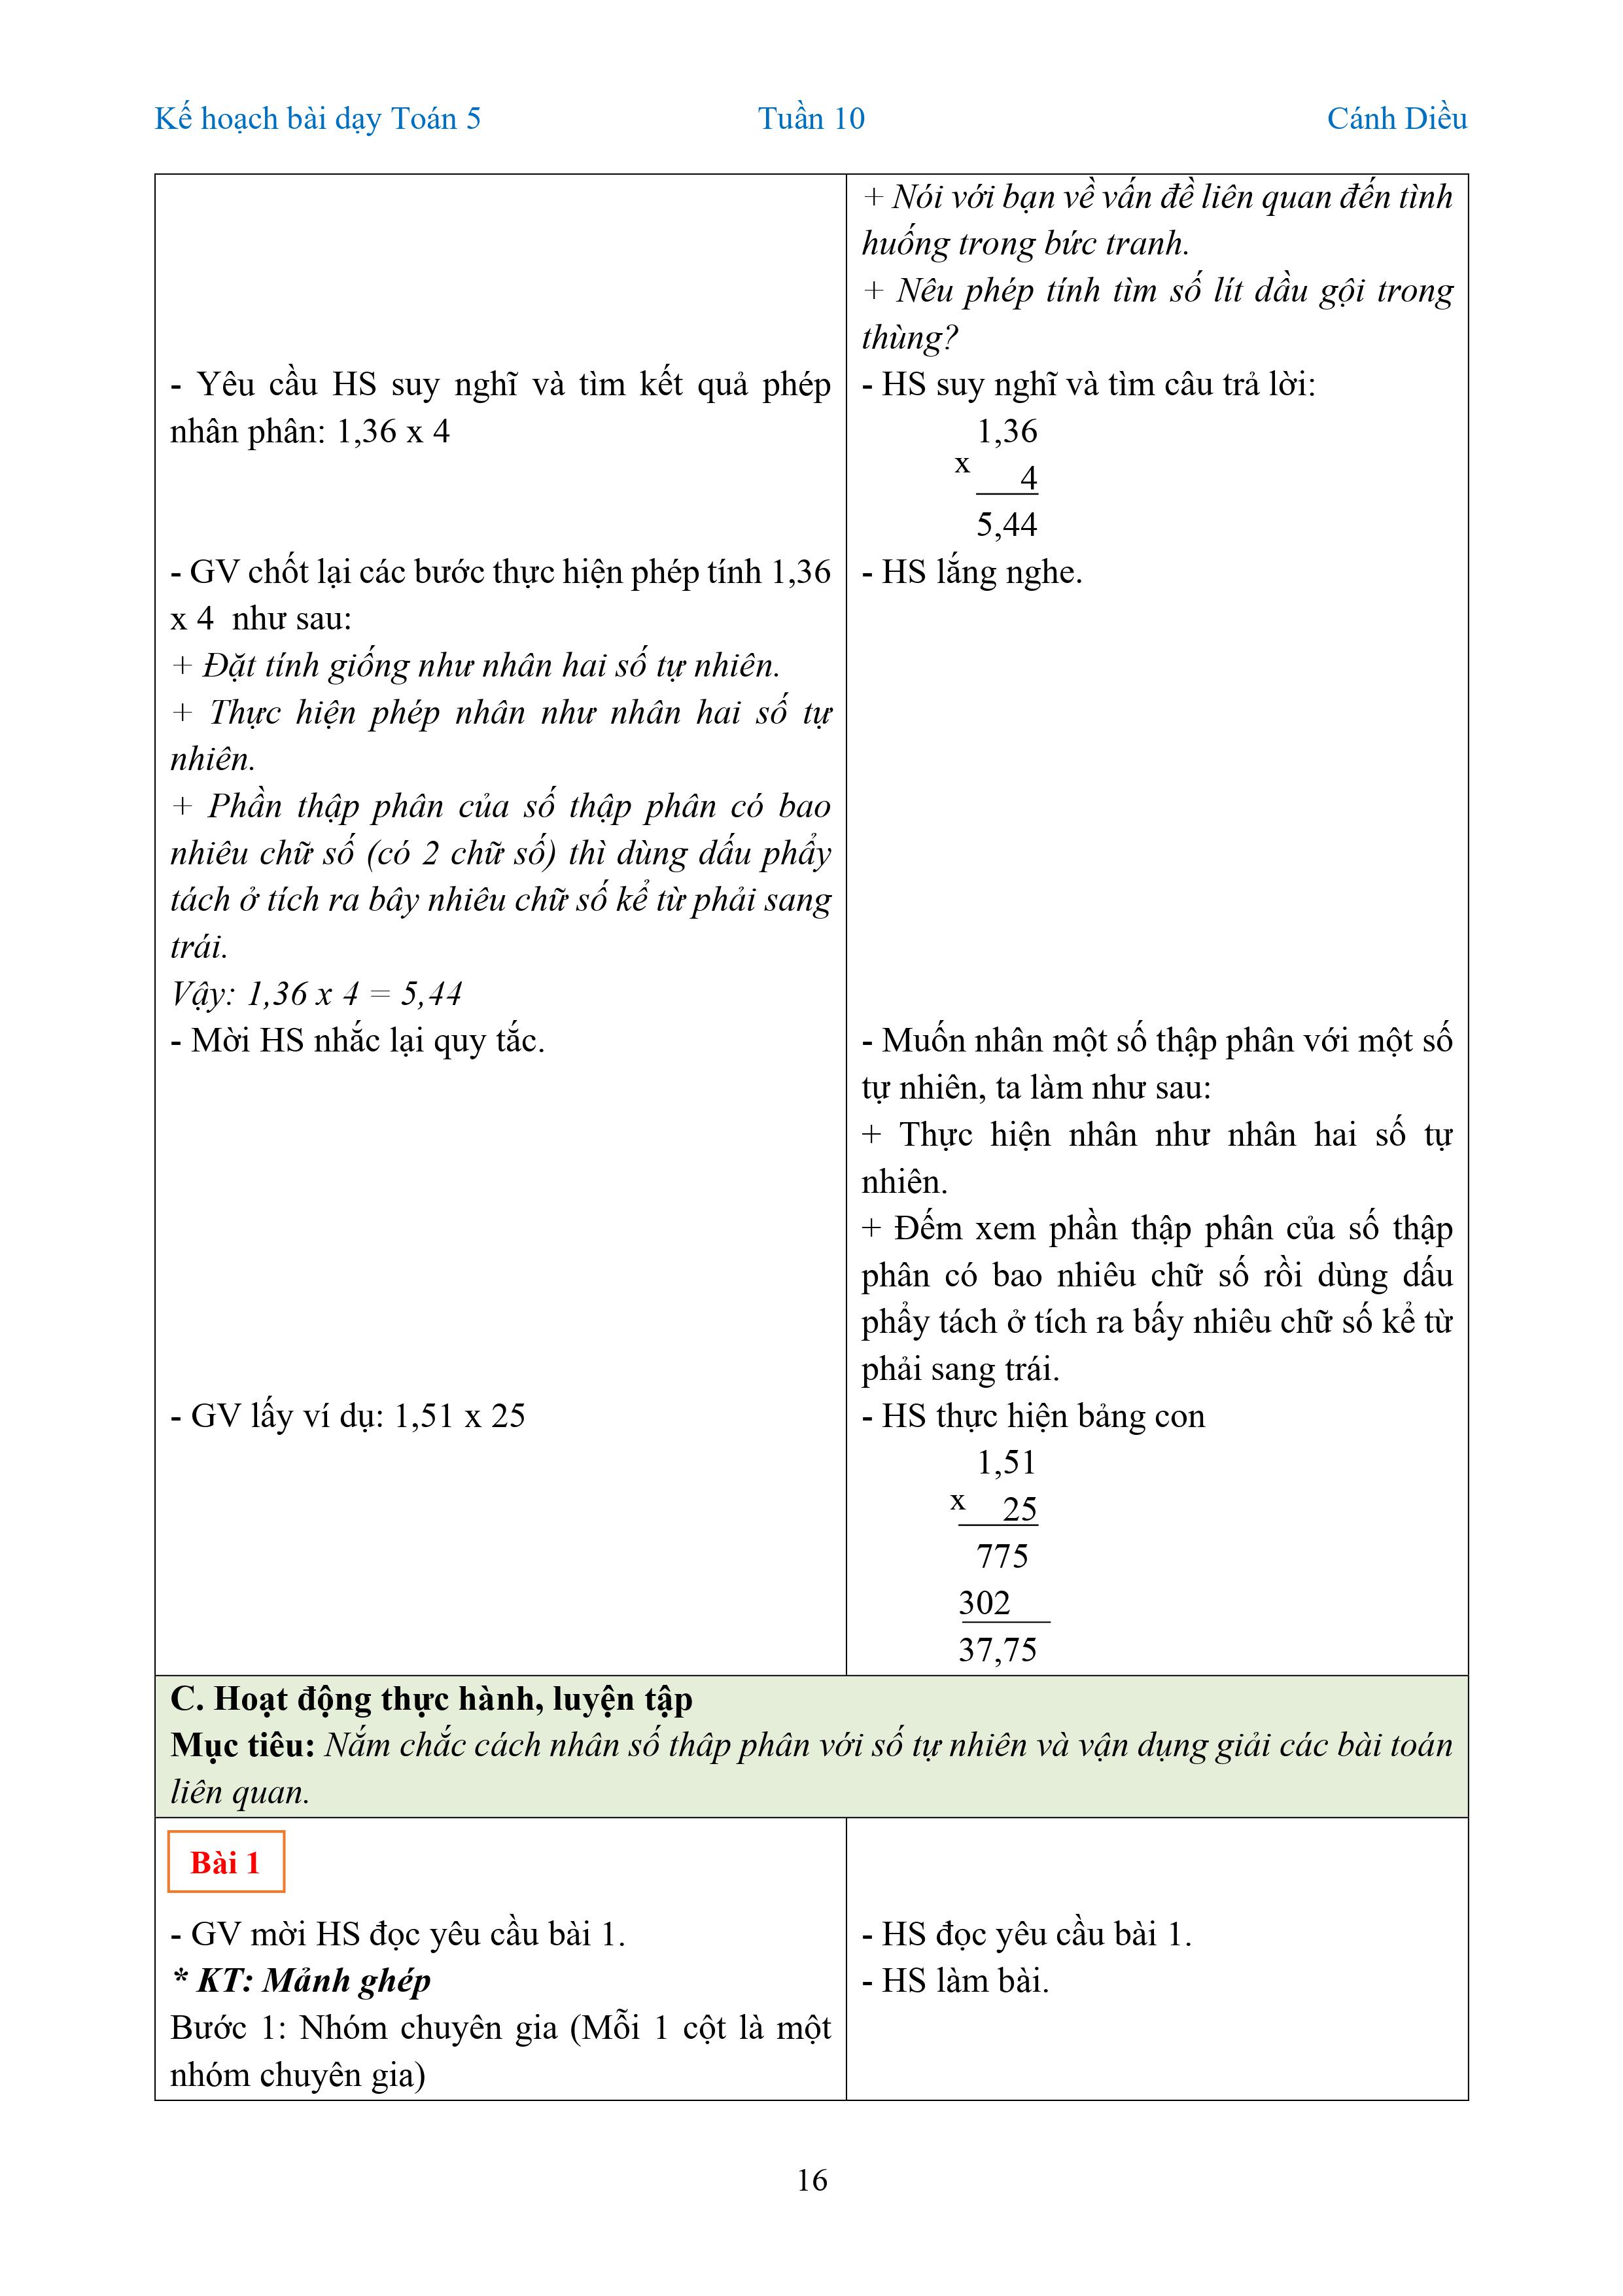 Kế hoạch bài dạy Toán 5 Tuần 10 Cánh Diều
+ Nói với bạn về vấn đề liên quan đến tình
huống trong bức tranh.
+ Nêu phép tính tìm số lít dầu gội trong
thùng?
- Yêu cầu HS suy nghĩ và tìm kết quả phép
nhân phân: 1,36 x 4
- HS suy nghĩ và tìm câu trả lời:
1,36
x
4
5,44
- GV chốt lại các bước thực hiện phép tính 1,36
x 4 như sau:
- HS lắng nghe.
+ Đặt tính giống như nhân hai số tự nhiên.
+ Thực hiện phép nhân như nhân hai số tự
nhiên.
+ Phần thập phân của số thập phân có bao
nhiêu chữ số (có 2 chữ số) thì dùng dấu phẩy
tách ở tích ra bây nhiêu chữ số kể từ phải sang
trái.
Vậy: 1,36 x 4 = 5,44
- Mời HS nhắc lại quy tắc.
- Muốn nhân một số thập phân với một số
tự nhiên, ta làm như sau:
+ Thực hiện nhân như nhân hai số tự
nhiên.
+ Đếm xem phần thập phân của số thập
phân có bao nhiêu chữ số rồi dùng dấu
phẩy tách ở tích ra bấy nhiêu chữ số kể từ
phải sang trái.
- GV lấy ví dụ: 1,51 x 25
- HS thực hiện bảng con
1,51
x
25
775
302
37,75
C. Hoạt động thực hành, luyện tập
Mục tiêu: Nắm chắc cách nhân số thâp phân với số tự nhiên và vận dụng giải các bài toán
liên quan.
Bài 1
- GV mời HS đọc yêu cầu bài 1.
* KT: Mảnh ghép
Bước 1: Nhóm chuyên gia (Mỗi 1 cột là một
nhóm chuyên gia)
- HS đọc yêu cầu bài 1.
- HS làm bài.
16